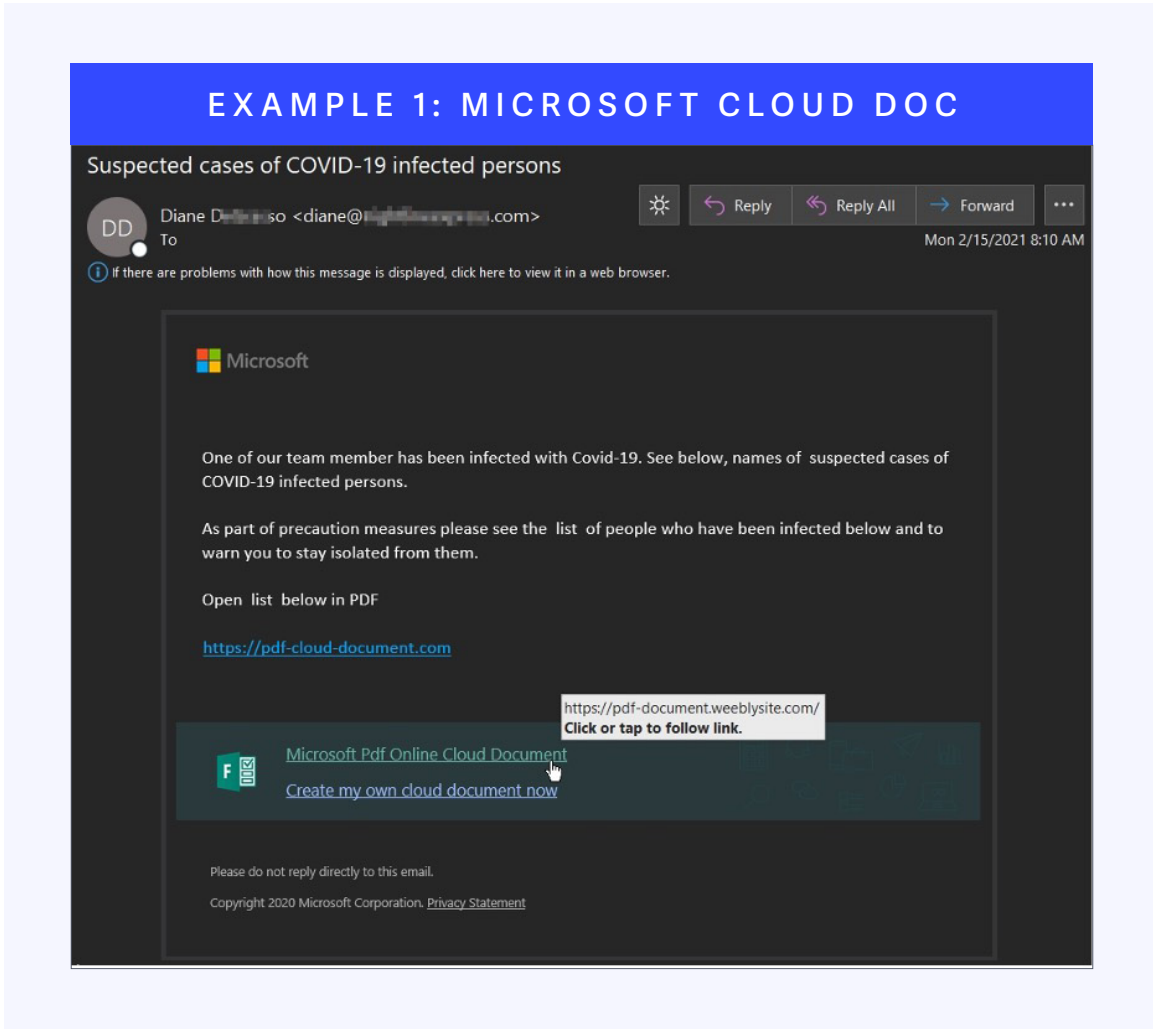 EXAMPLE 1: MICROSOFT CLOUD DOC
Suspected cases of COVID-19 infected persons
DD
Diane D so <diane@ .com>
Reply
Reply All
Forward
To
Mon 2/15/2021 8:10 AM
If there are problems with how this message is displayed, click here to view it in a web browser.
Microsoft
One of our team member has been infected with Covid-19. See below, names of suspected cases of
COVID-19 infected persons.
As part of precaution measures please see the list of people who have been infected below and to
warn you to stay isolated from them.
Open list below in PDF
https://pdf-cloud-document.com
https://pdf-document.weeblysite.com/
Click or tap to follow link.
F
Microsoft Pdf Online Cloud Document
Create my own cloud document now
Please do not reply directly to this email.
Copyright 2020 Microsoft Corporation. Privacy Statement